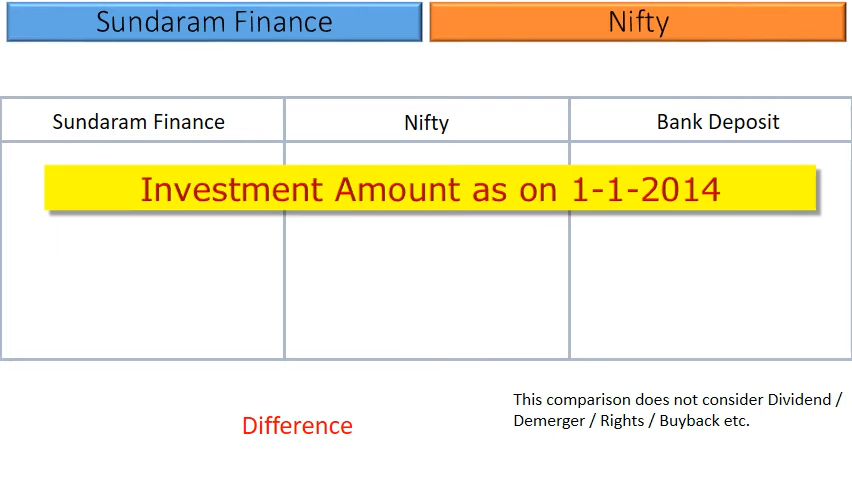 Sundaram Finance
Nifty
Sundaram Finance
Nifty
Bank Deposit
Investment Amount as on 1-1-2014
This comparison does not consider Dividend /
Demerger / Rights / Buyback etc.
Difference